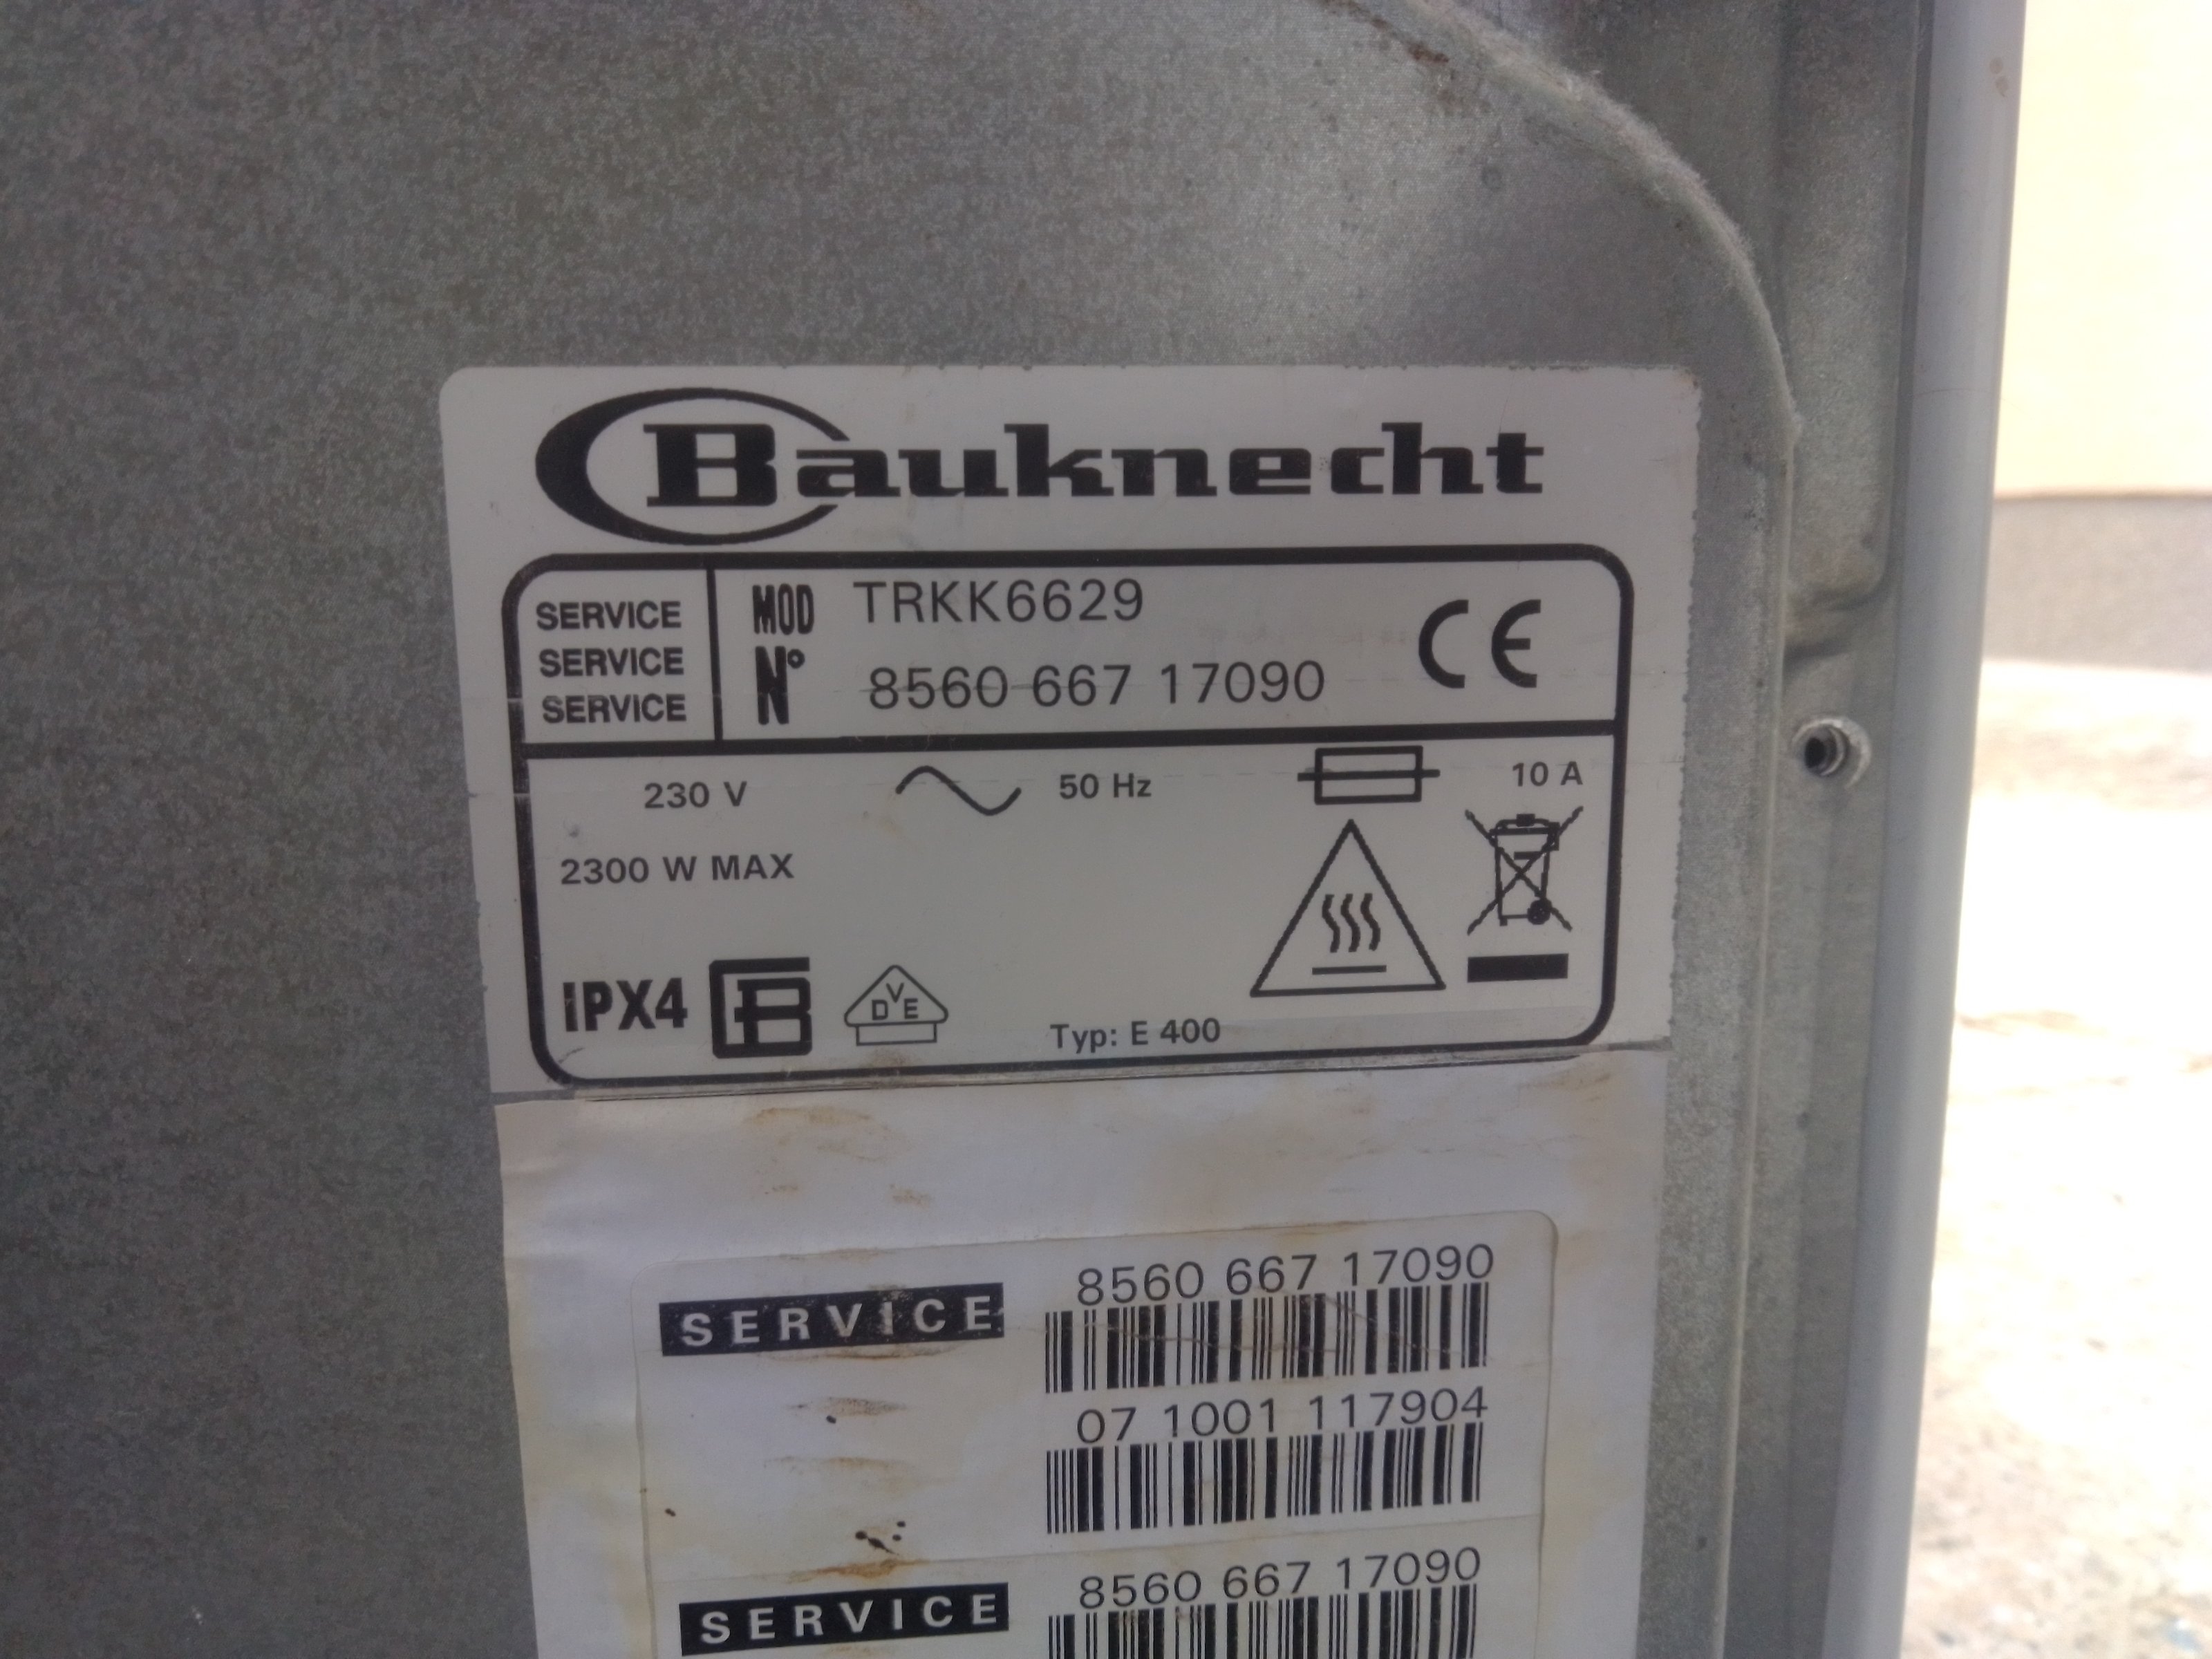 Bauknecht
SERVICE
SERVICE
SERVICE
MOD TRKK6629
N° 8560 667 17090
CE
230 V 50 Hz 10 A
2300 W MAX
IPX4 DVE
Typ: E 400
SERVICE
8560 667 17090
07 1001 117904
SERVICE
8560 667 17090